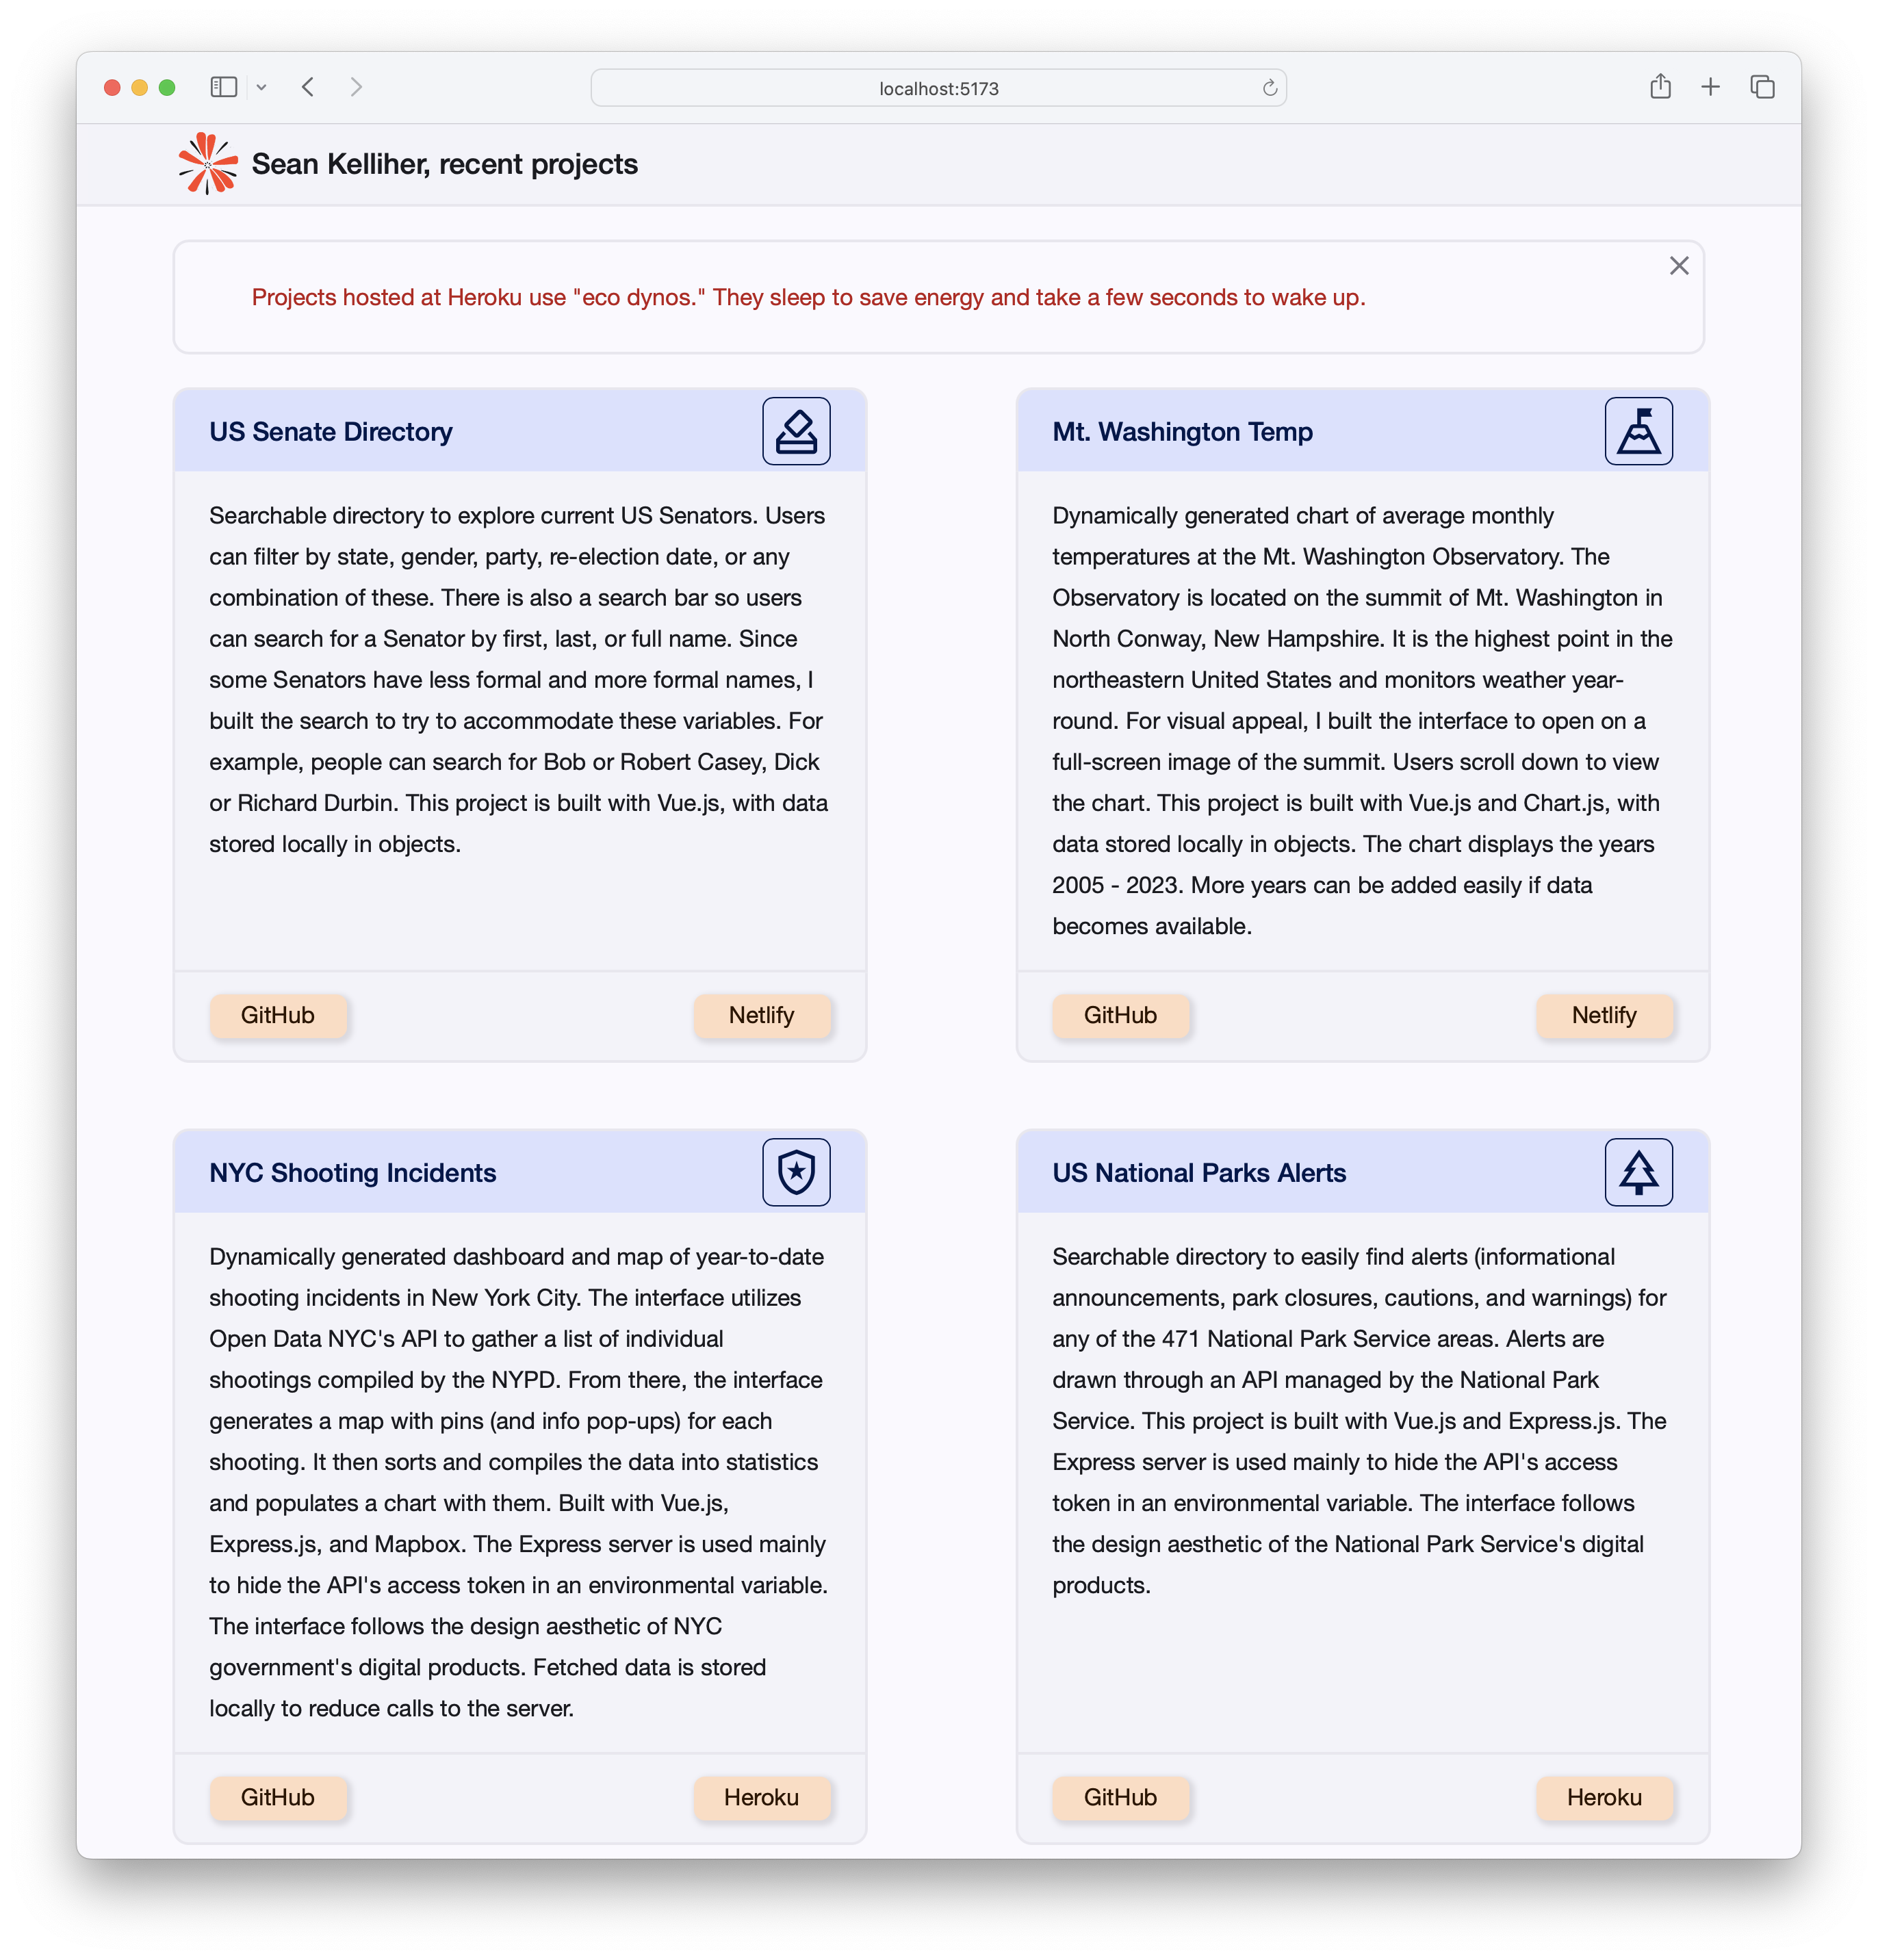 localhost:5173
Sean Kelliher, recent projects
Projects hosted at Heroku use "eco dynos." They sleep to save energy and take a few seconds to wake up.
US Senate Directory
Searchable directory to explore current US Senators. Users
can filter by state, gender, party, re-election date, or any
combination of these. There is also a search bar so users
can search for a Senator by first, last, or full name. Since
some Senators have less formal and more formal names, I
built the search to try to accommodate these variables. For
example, people can search for Bob or Robert Casey, Dick
or Richard Durbin. This project is built with Vue.js, with data
stored locally in objects.
GitHub
Netlify
Mt. Washington Temp
Dynamically generated chart of average monthly
temperatures at the Mt. Washington Observatory. The
Observatory is located on the summit of Mt. Washington in
North Conway, New Hampshire. It is the highest point in the
northeastern United States and monitors weather year-
round. For visual appeal, I built the interface to open on a
full-screen image of the summit. Users scroll down to view
the chart. This project is built with Vue.js and Chart.js, with
data stored locally in objects. The chart displays the years
2005 - 2023. More years can be added easily if data
becomes available.
GitHub
Netlify
NYC Shooting Incidents
Dynamically generated dashboard and map of year-to-date
shooting incidents in New York City. The interface utilizes
Open Data NYC's API to gather a list of individual
shootings compiled by the NYPD. From there, the interface
generates a map with pins (and info pop-ups) for each
shooting. It then sorts and compiles the data into statistics
and populates a chart with them. Built with Vue.js,
Express.js, and Mapbox. The Express server is used mainly
to hide the API's access token in an environmental variable.
The interface follows the design aesthetic of NYC
government's digital products. Fetched data is stored
locally to reduce calls to the server.
GitHub
Heroku
US National Parks Alerts
Searchable directory to easily find alerts (informational
announcements, park closures, cautions, and warnings) for
any of the 471 National Park Service areas. Alerts are
drawn through an API managed by the National Park
Service. This project is built with Vue.js and Express.js. The
Express server is used mainly to hide the API's access
token in an environmental variable. The interface follows
the design aesthetic of the National Park Service's digital
products.
GitHub
Heroku